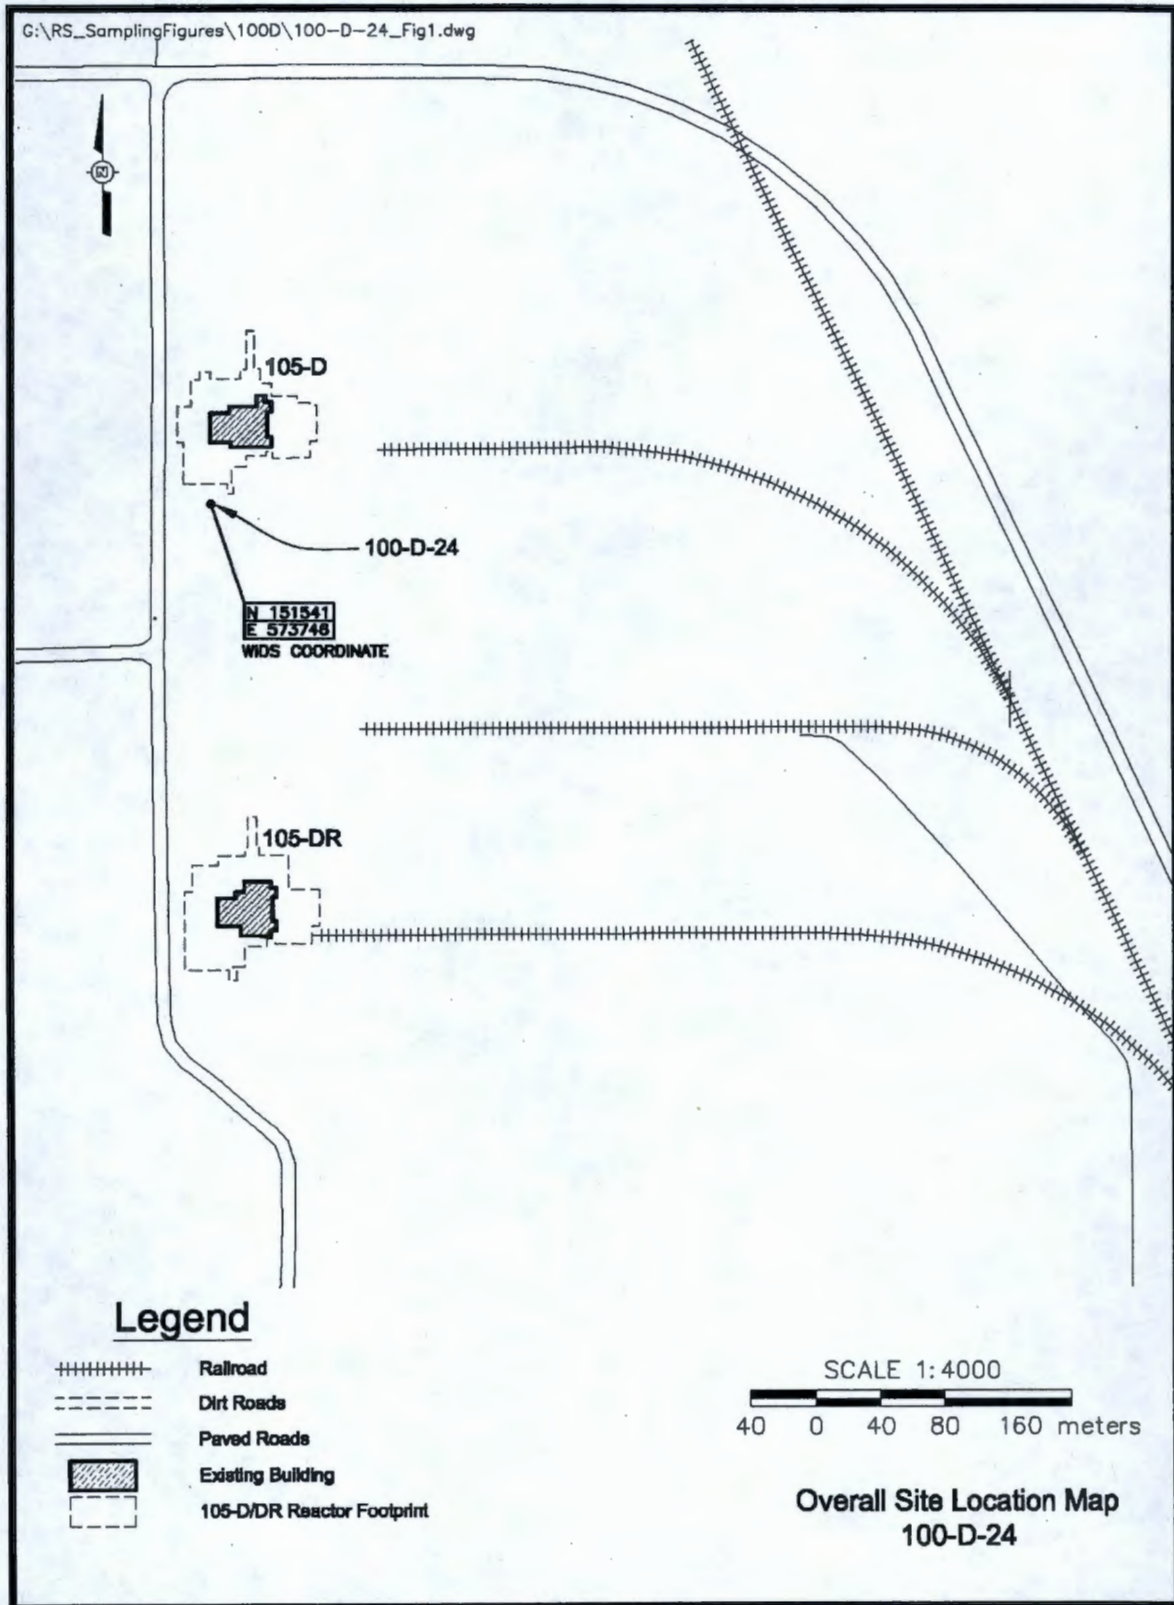 G:\RS_SamplingFigures\100D\100-D-24_Fig1.dwg
N
105-D
100-D-24
N 151541
E 573746
WIDS COORDINATE
105-DR
Legend
Railroad
Dirt Roads
Paved Roads
Existing Building
105-D/DR Reactor Footprint
SCALE 1:4000
40 0 40 80 160 meters
Overall Site Location Map
100-D-24